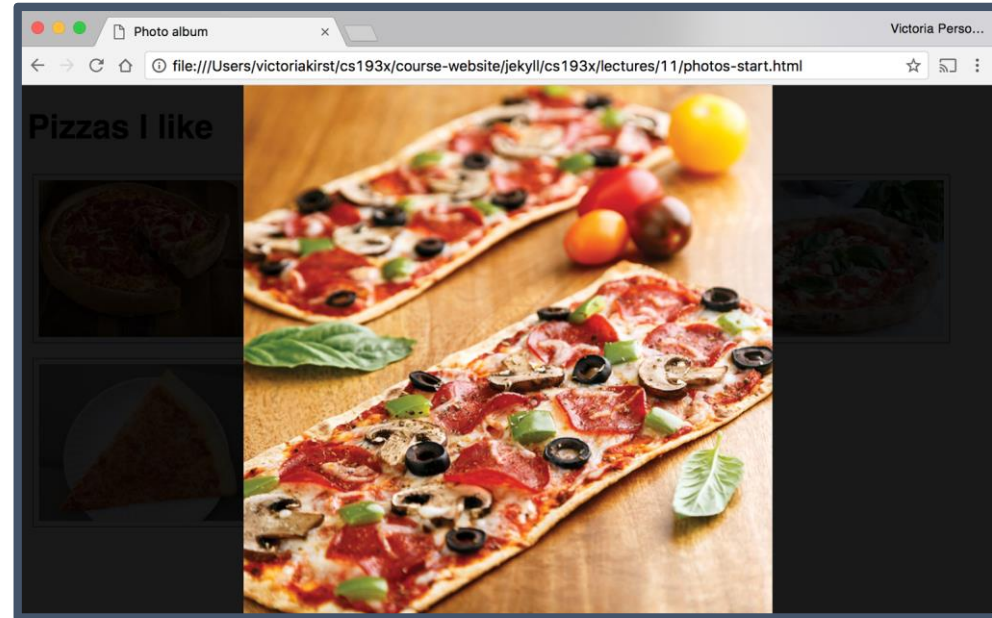 Photo album
Victoria Perso...
file:///Users/victoriakirst/cs193x/course-website/jekyll/cs193x/lectures/11/photos-start.html
Pizzas I like